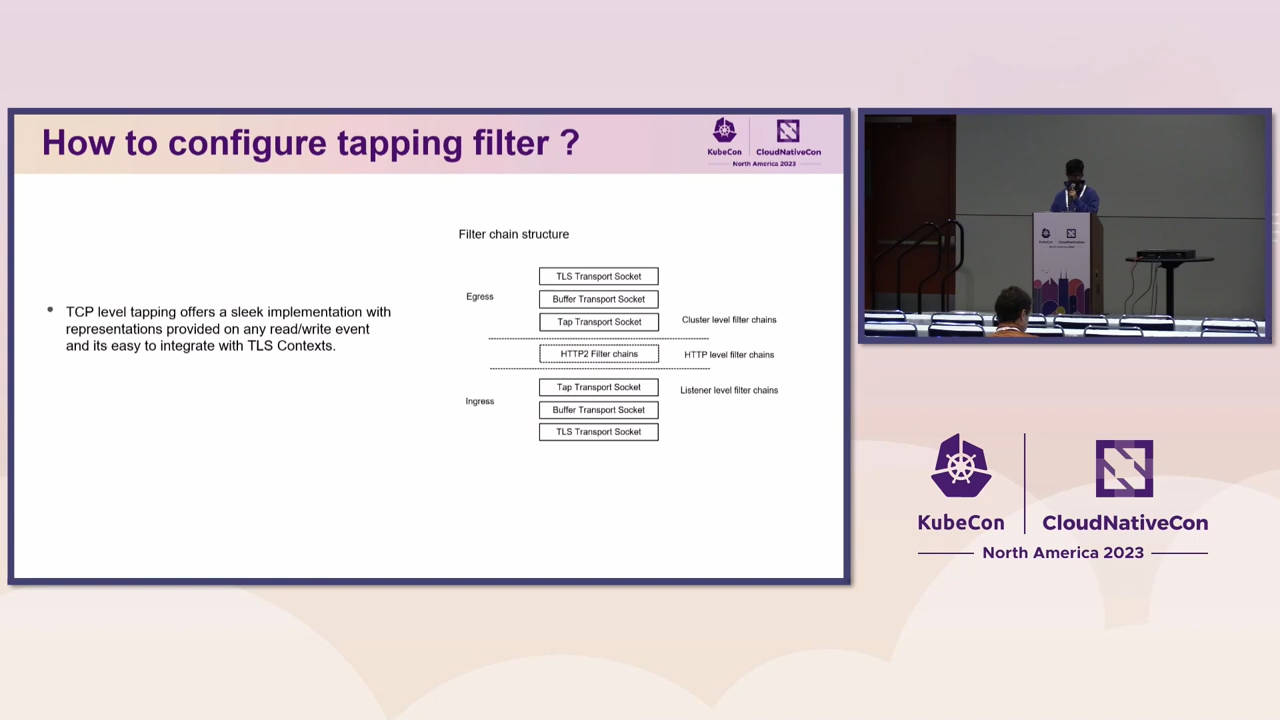 How to configure tapping filter ?
KubeCon
CloudNativeCon
North America 2023
Filter chain structure
• TCP level tapping offers a sleek implementation with
representations provided on any read/write event
and its easy to integrate with TLS Contexts.
Egress
TLS Transport Socket
Buffer Transport Socket
Tap Transport Socket
Cluster level filter chains
HTTP2 Filter chains
HTTP level filter chains
Ingress
Tap Transport Socket
Listener level filter chains
Buffer Transport Socket
TLS Transport Socket
KubeCon
CloudNativeCon
North America 2023